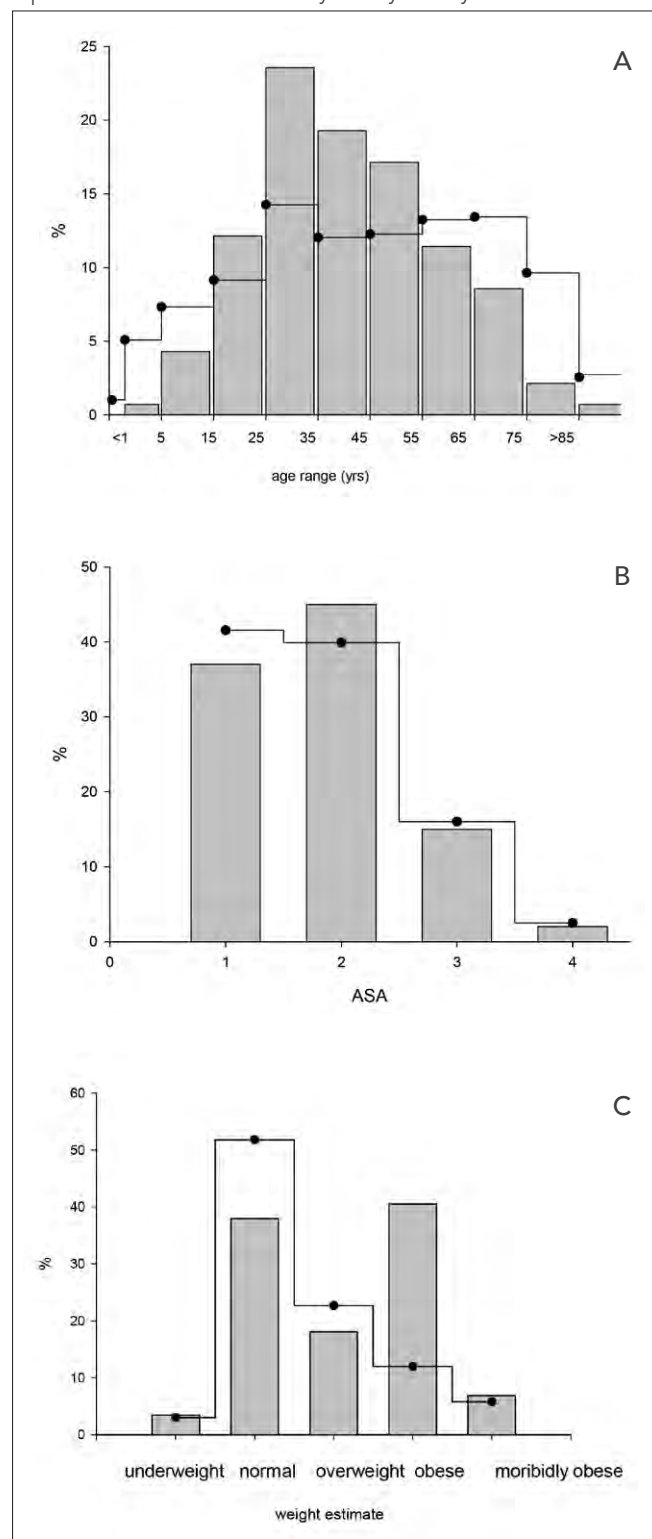 A
25
20
15
10
5
0
%
<1 5 15 25 35 45 55 65 75 >85
age range (yrs)
B
50
40
30
20
10
0
%
0 1 2 3 4
ASA
C
60
50
40
30
20
10
0
%
underweight normal overweight obese moribidly obese
weight estimate